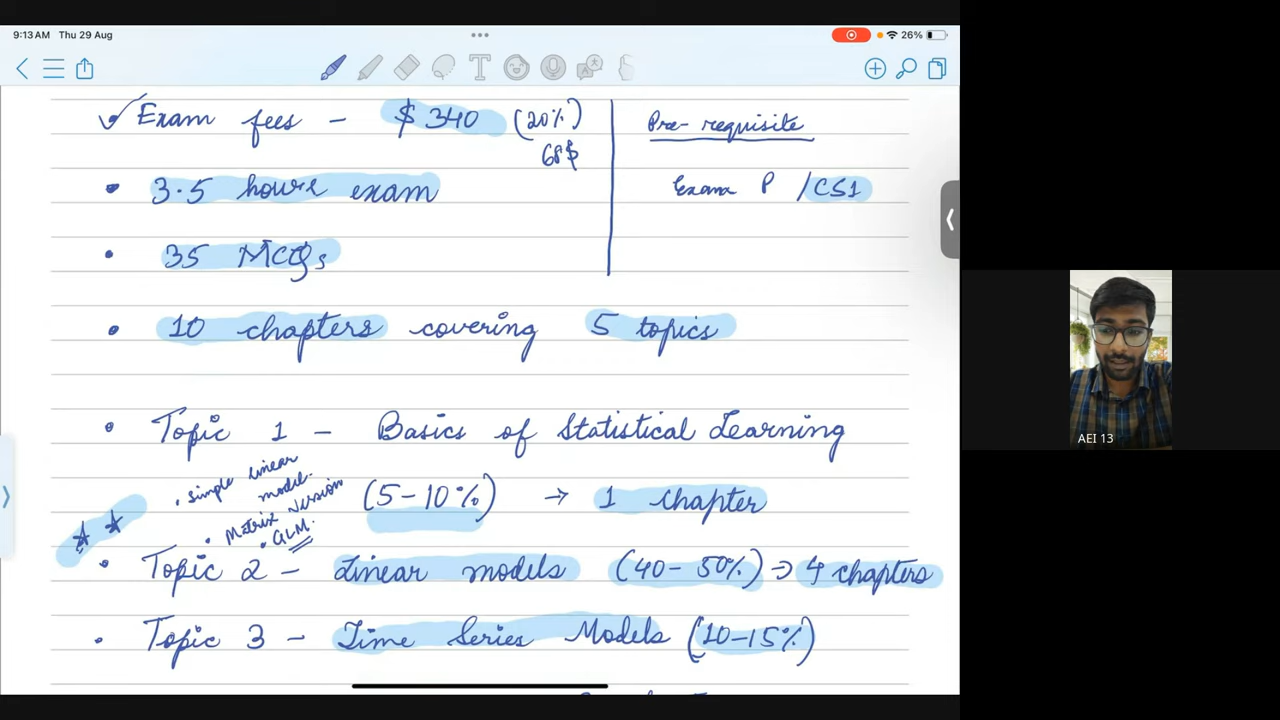 9:13 AM Thu 29 Aug
26%
Exam fees - $ 340 (20%)
68$
Pre-requisite
3.5 hours exam
Exam P / CS1
35 MCQs
10 chapters covering 5 topics
Topic 1 - Basics of Statistical Learning
• Simple linear model.
(5-10%) → 1 chapter
• Matrix version
• GLM.
Topic 2 - Linear models (40-50%) → 4 chapters
Topic 3 - Time Series Models (10-15%)
AEI 13